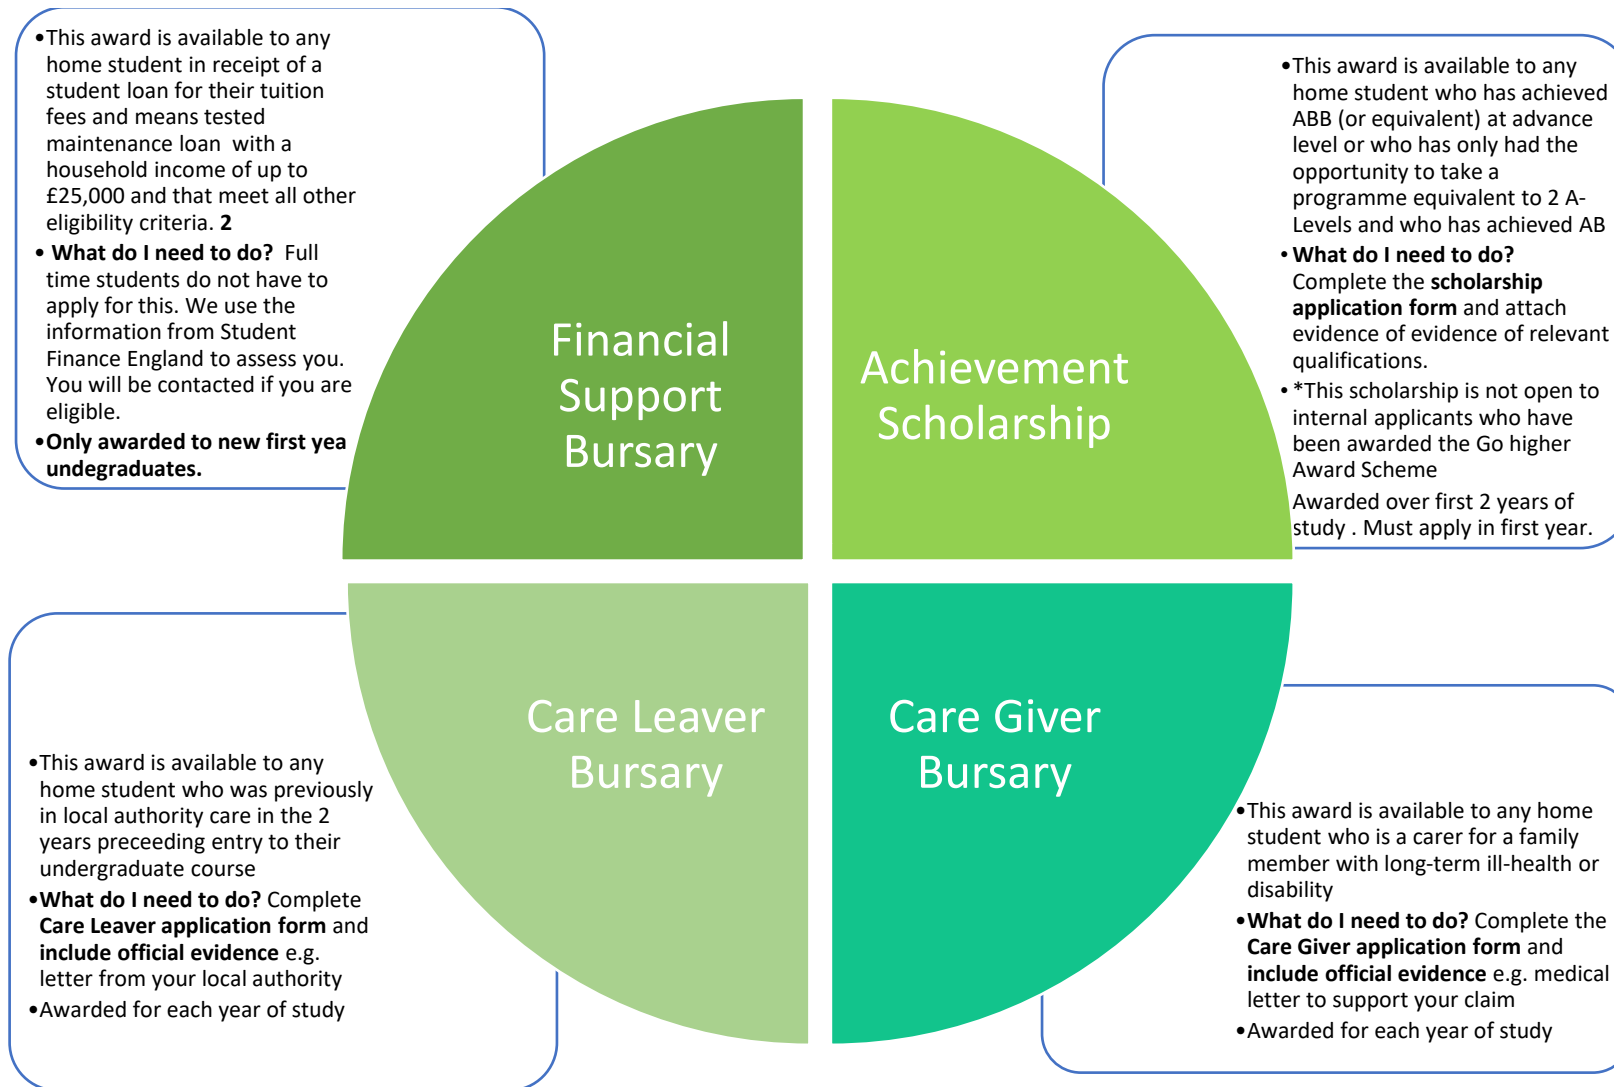 •This award is available to any
home student in receipt of a
student loan for their tuition
fees and means tested
maintenance loan with a
household income of up to
£25,000 and that meet all other
eligibility criteria. 2
• What do I need to do? Full
time students do not have to
apply for this. We use the
information from Student
Finance England to assess you.
You will be contacted if you are
eligible.
•Only awarded to new first yea
undegraduates.
Financial
Support
Bursary
Achievement
Scholarship
•This award is available to any
home student who has achieved
ABB (or equivalent) at advance
level or who has only had the
opportunity to take a
programme equivalent to 2 A-
Levels and who has achieved AB
• What do I need to do?
Complete the scholarship
application form and attach
evidence of evidence of relevant
qualifications.
• *This scholarship is not open to
internal applicants who have
been awarded the Go higher
Award Scheme
Awarded over first 2 years of
study . Must apply in first year.
Care Leaver
Bursary
•This award is available to any
home student who was previously
in local authority care in the 2
years preceeding entry to their
undergraduate course
•What do I need to do? Complete
Care Leaver application form and
include official evidence e.g.
letter from your local authority
•Awarded for each year of study
Care Giver
Bursary
•This award is available to any home
student who is a carer for a family
member with long-term ill-health or
disability
•What do I need to do? Complete the
Care Giver application form and
include official evidence e.g. medical
letter to support your claim
•Awarded for each year of study